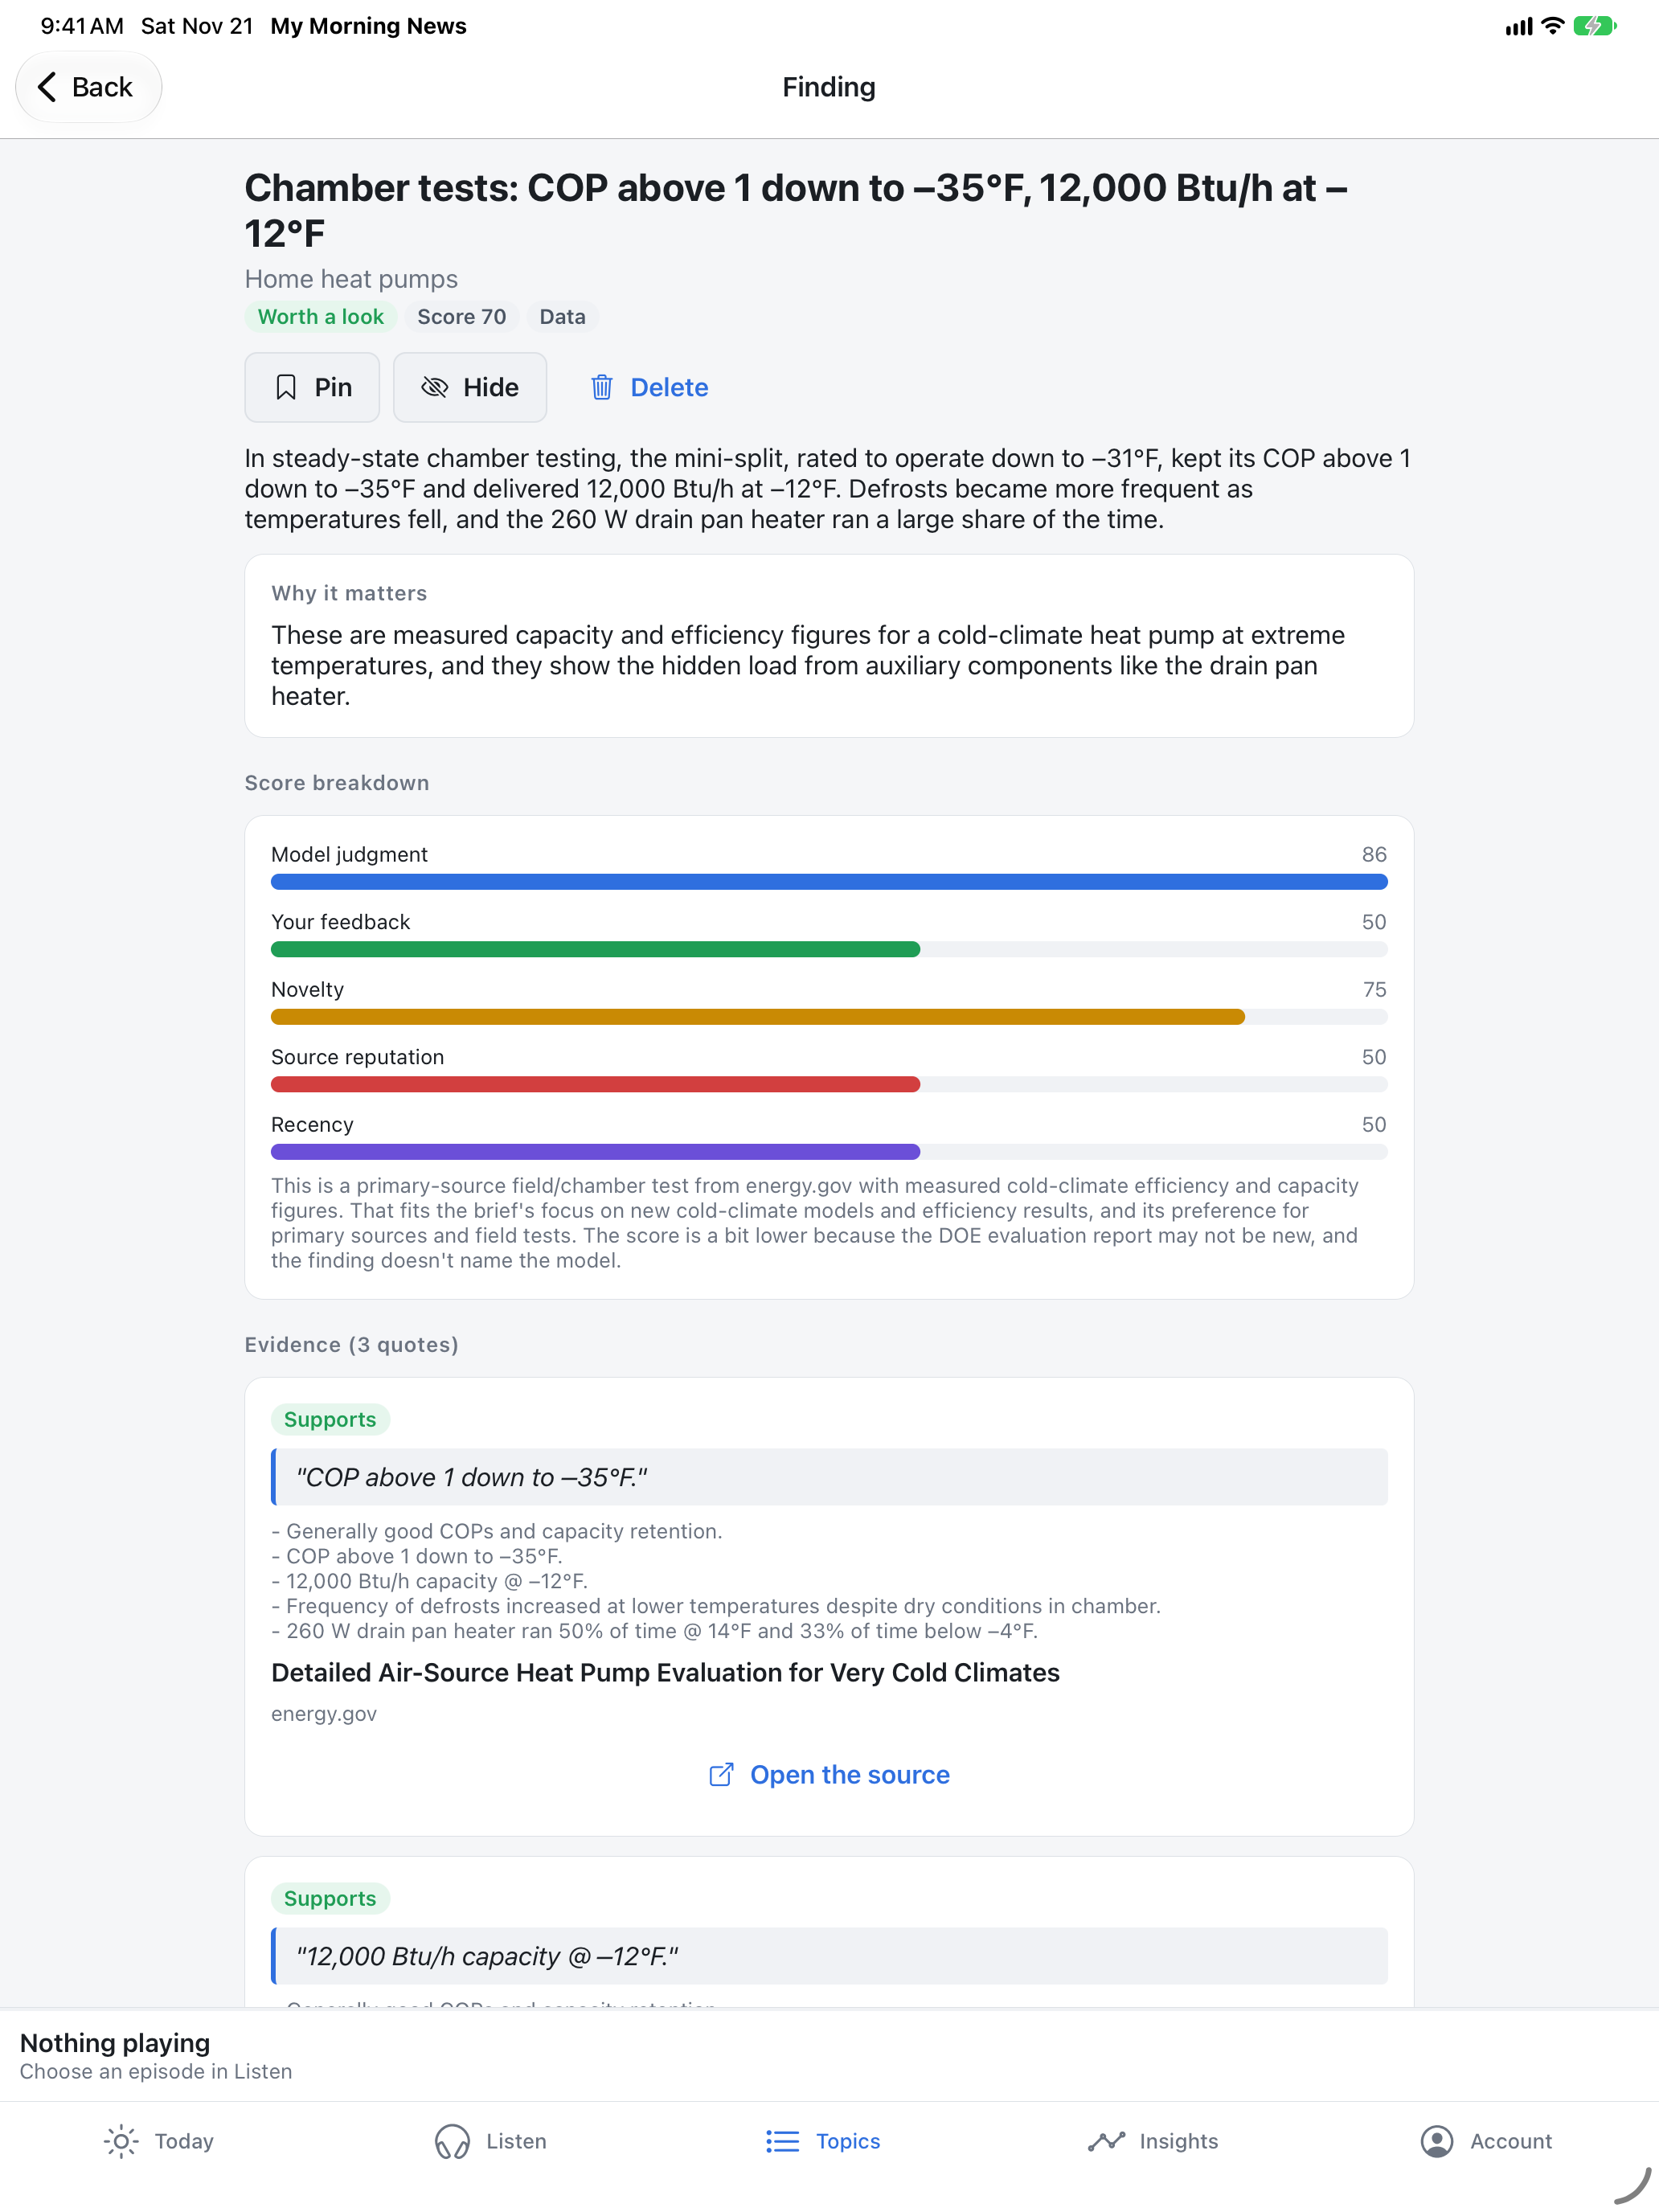 9:41 AM Sat Nov 21 My Morning News
Back
Finding
Chamber tests: COP above 1 down to –35°F, 12,000 Btu/h at –
12°F
Home heat pumps
Worth a look Score 70 Data
Pin Hide Delete
In steady-state chamber testing, the mini-split, rated to operate down to –31°F, kept its COP above 1
down to –35°F and delivered 12,000 Btu/h at –12°F. Defrosts became more frequent as
temperatures fell, and the 260 W drain pan heater ran a large share of the time.
Why it matters
These are measured capacity and efficiency figures for a cold-climate heat pump at extreme
temperatures, and they show the hidden load from auxiliary components like the drain pan
heater.
Score breakdown
Model judgment 86
Your feedback 50
Novelty 75
Source reputation 50
Recency 50
This is a primary-source field/chamber test from energy.gov with measured cold-climate efficiency and capacity
figures. That fits the brief's focus on new cold-climate models and efficiency results, and its preference for
primary sources and field tests. The score is a bit lower because the DOE evaluation report may not be new, and
the finding doesn't name the model.
Evidence (3 quotes)
Supports
"COP above 1 down to –35°F."
- Generally good COPs and capacity retention.
- COP above 1 down to –35°F.
- 12,000 Btu/h capacity @ –12°F.
- Frequency of defrosts increased at lower temperatures despite dry conditions in chamber.
- 260 W drain pan heater ran 50% of time @ 14°F and 33% of time below –4°F.
Detailed Air-Source Heat Pump Evaluation for Very Cold Climates
energy.gov
Open the source
Supports
"12,000 Btu/h capacity @ –12°F."
- Generally good COPs and capacity retention.
Nothing playing
Choose an episode in Listen
Today Listen Topics Insights Account